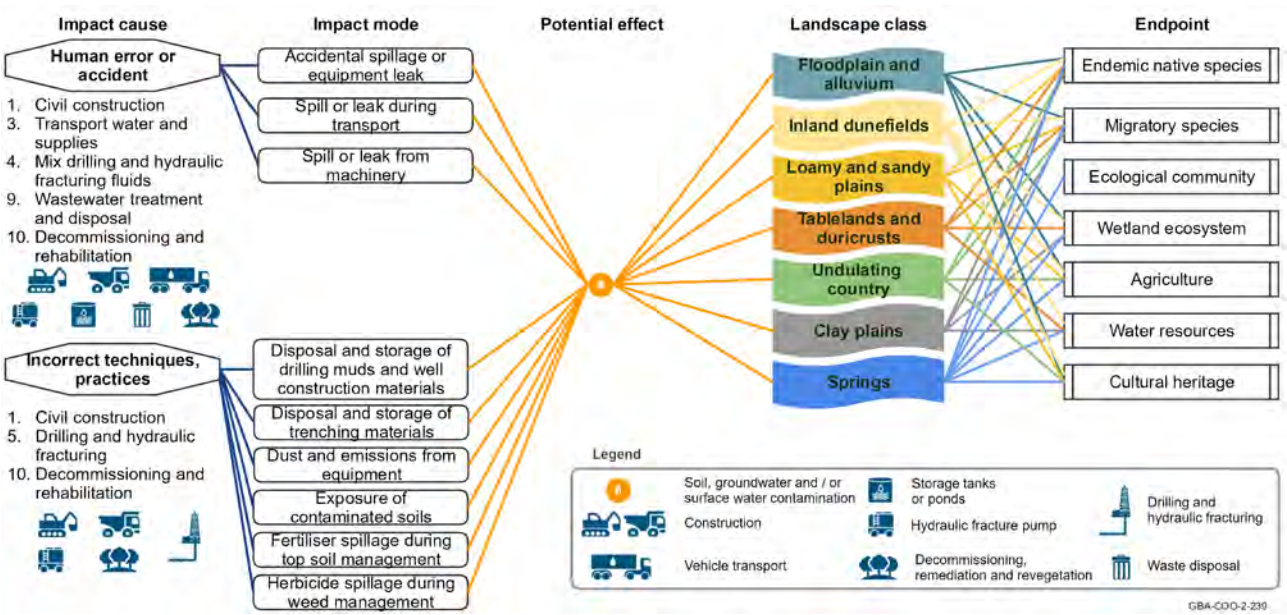 Impact cause
Impact mode
Potential effect
Landscape class
Endpoint
Human error or
accident
1. Civil construction
3. Transport water and
supplies
4. Mix drilling and hydraulic
fracturing fluids
9. Wastewater treatment
and disposal
10. Decommissioning and
rehabilitation
Incorrect techniques,
practices
1. Civil construction
5. Drilling and hydraulic
fracturing
10. Decommissioning and
rehabilitation
Accidental spillage or
equipment leak
Spill or leak during
transport
Spill or leak from
machinery
Disposal and storage of
drilling muds and well
construction materials
Disposal and storage of
trenching materials
Dust and emissions from
equipment
Exposure of
contaminated soils
Fertiliser spillage during
top soil management
Herbicide spillage during
weed management
Floodplain and
alluvium
Inland dunefields
Loamy and sandy
plains
Tablelands and
duricrusts
Undulating
country
Clay plains
Springs
Endemic native species
Migratory species
Ecological community
Wetland ecosystem
Agriculture
Water resources
Cultural heritage
Legend
Soil, groundwater and / or
surface water contamination
Construction
Vehicle transport
Storage tanks
or ponds
Hydraulic fracture pump
Decommissioning,
remediation and revegetation
Drilling and
hydraulic fracturing
Waste disposal
GBA-COO-2-239